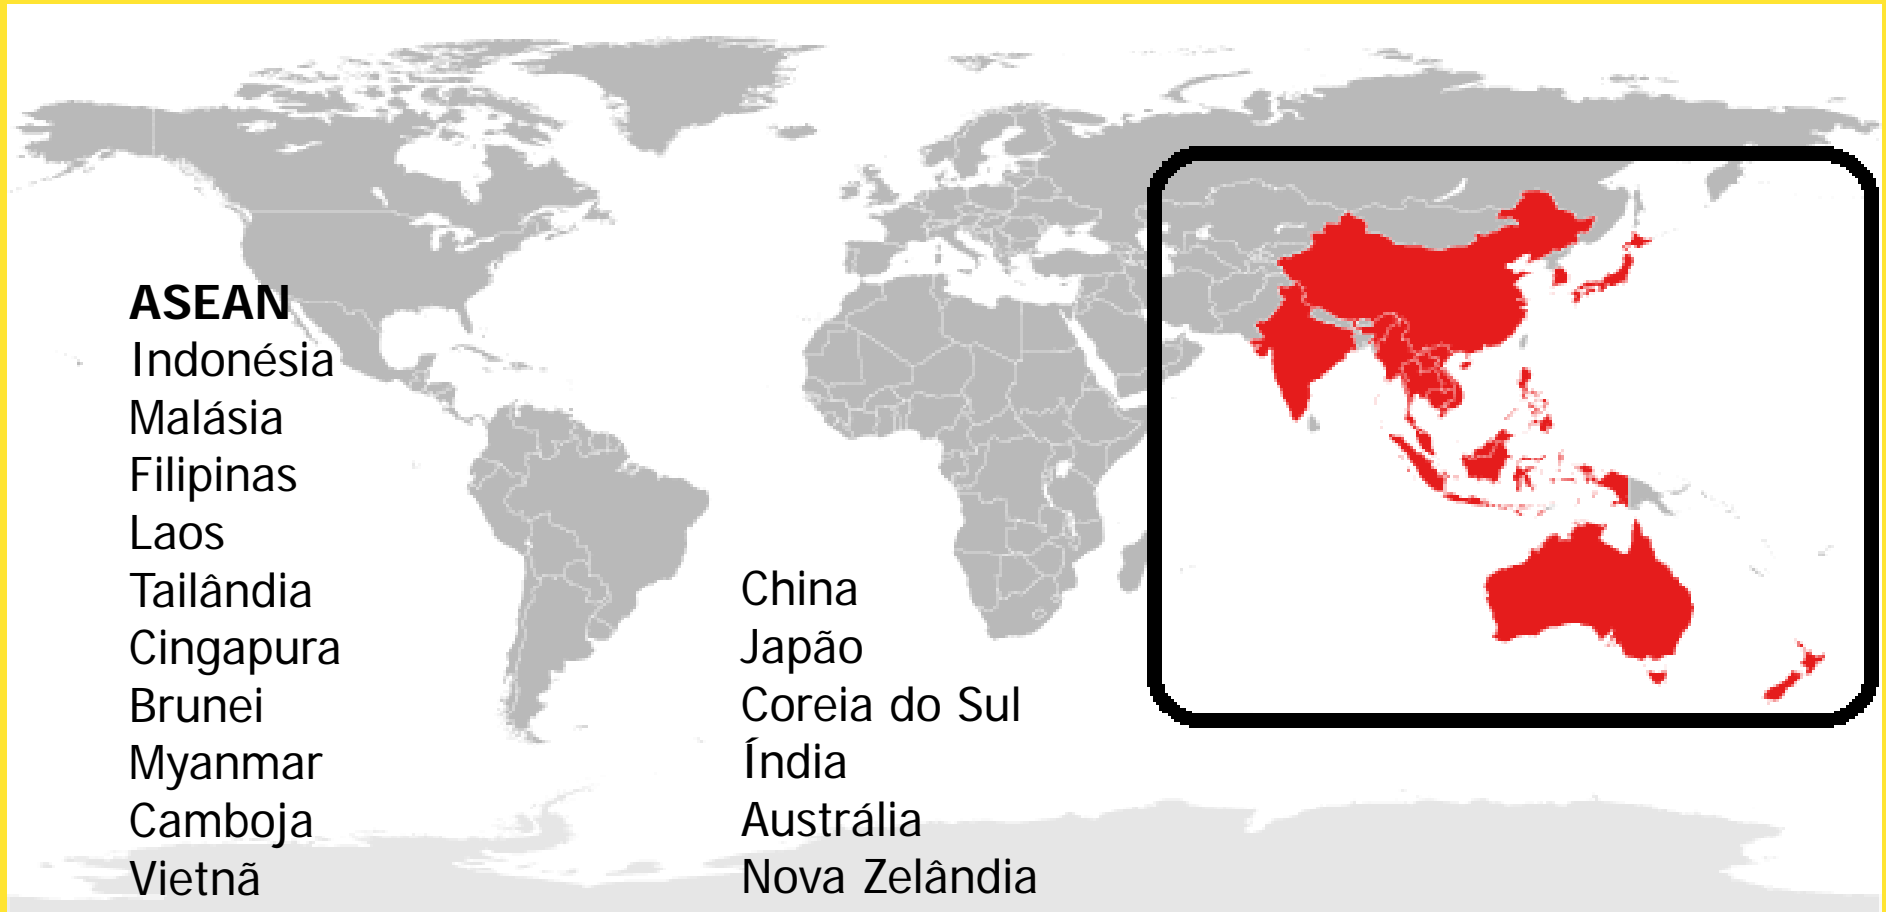 ASEAN
Indonésia
Malásia
Filipinas
Laos
Tailândia
Cingapura
Brunei
Myanmar
Camboja
Vietnã
China
Japão
Coreia do Sul
Índia
Austrália
Nova Zelândia